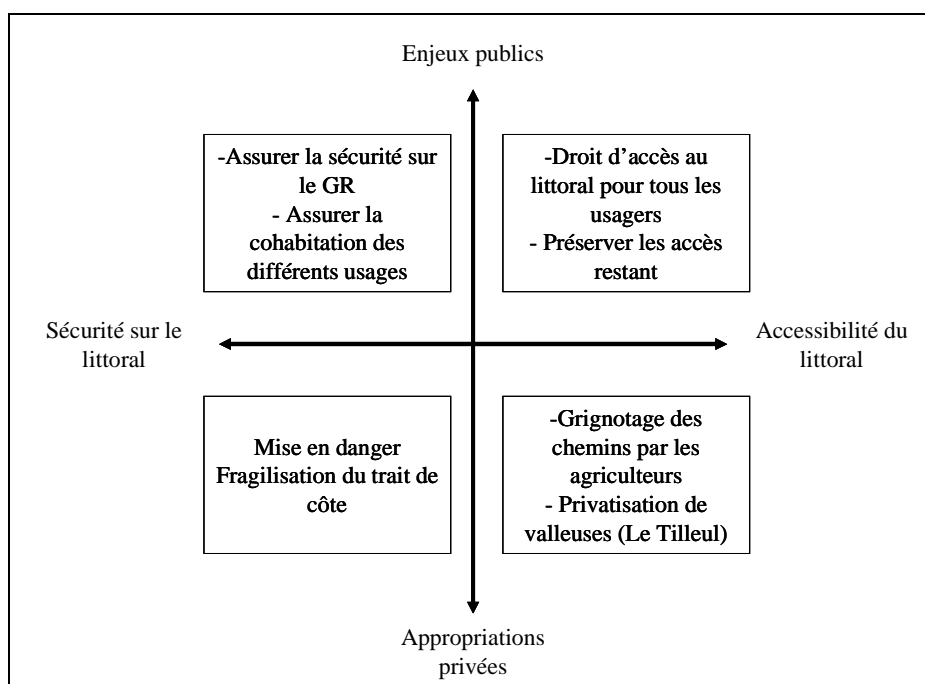 Enjeux publics
-Assurer la sécurité sur
le GR
- Assurer la
cohabitation des
différents usages
-Droit d’accès au
littoral pour tous les
usagers
- Préserver les accès
restant
Sécurité sur le
littoral
Accessibilité du
littoral
Mise en danger
Fragilisation du trait de
côte
-Grignotage des
chemins par les
agriculteurs
- Privatisation de
valleuses (Le Tilleul)
Appropriations
privées